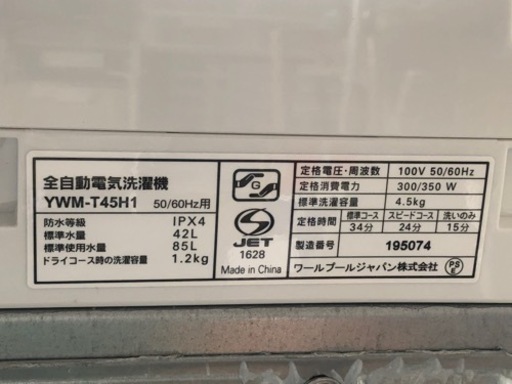 全自動電気洗濯機
YWM-T45H1 50/60Hz用
防水等級 IPX4
標準水量 42L
標準使用水量 85L
ドライコース時の洗濯容量 1.2kg
G
JET
1628
Made in China
定格電圧・周波数 100V 50/60Hz
定格消費電力 300/350 W
標準洗濯容量 4.5kg
定格時間 標準コース スピードコース 洗いのみ
34分 24分 15分
製造番号 195074
ワールプールジャパン株式会社 PSE